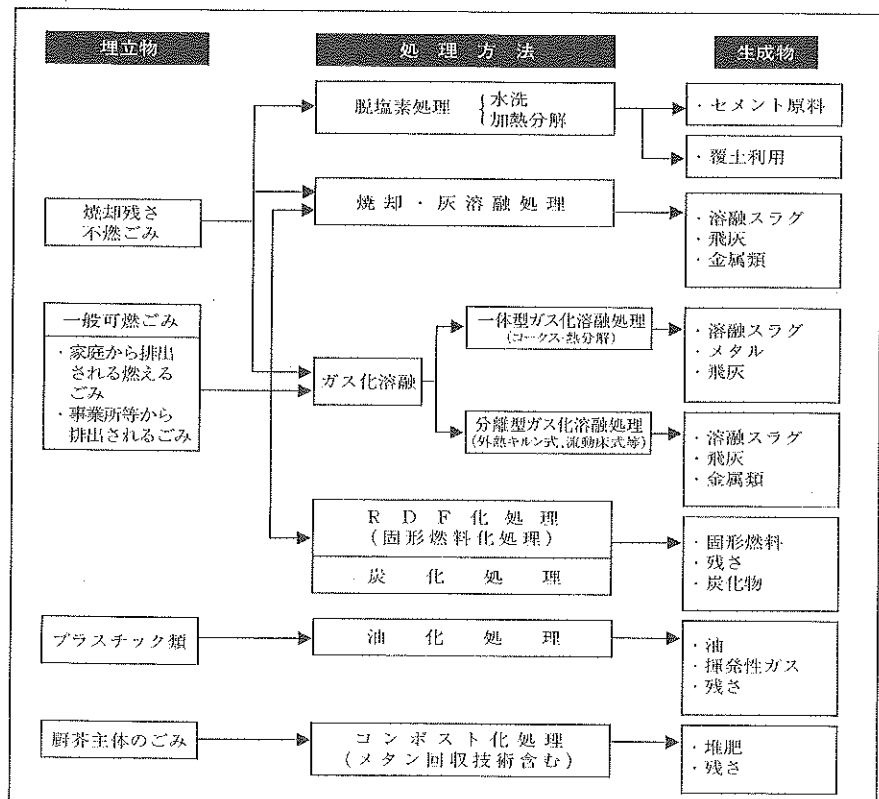 埋立物
処理方法
生成物
脱塩素処理 { 水洗
加熱分解
・セメント原料
・覆土利用
焼却残さ
不燃ごみ
焼却・灰溶融処理
・溶融スラグ
・飛灰
・金属類
一般可燃ごみ
・家庭から排出
される燃える
ごみ
・事業所等から
排出されるごみ
ガス化溶融
一体型ガス化溶融処理
(コークス・熱分解)
・溶融スラグ
・メタル
・飛灰
分離型ガス化溶融処理
(外熱キルン式、流動床式等)
・溶融スラグ
・飛灰
・金属類
RDF化処理
(固形燃料化処理)
炭化処理
・固形燃料
・残さ
・炭化物
プラスチック類
油化処理
・油
・揮発性ガス
・残さ
厨芥主体のごみ
コンポスト化処理
(メタン回収技術含む)
・堆肥
・残さ